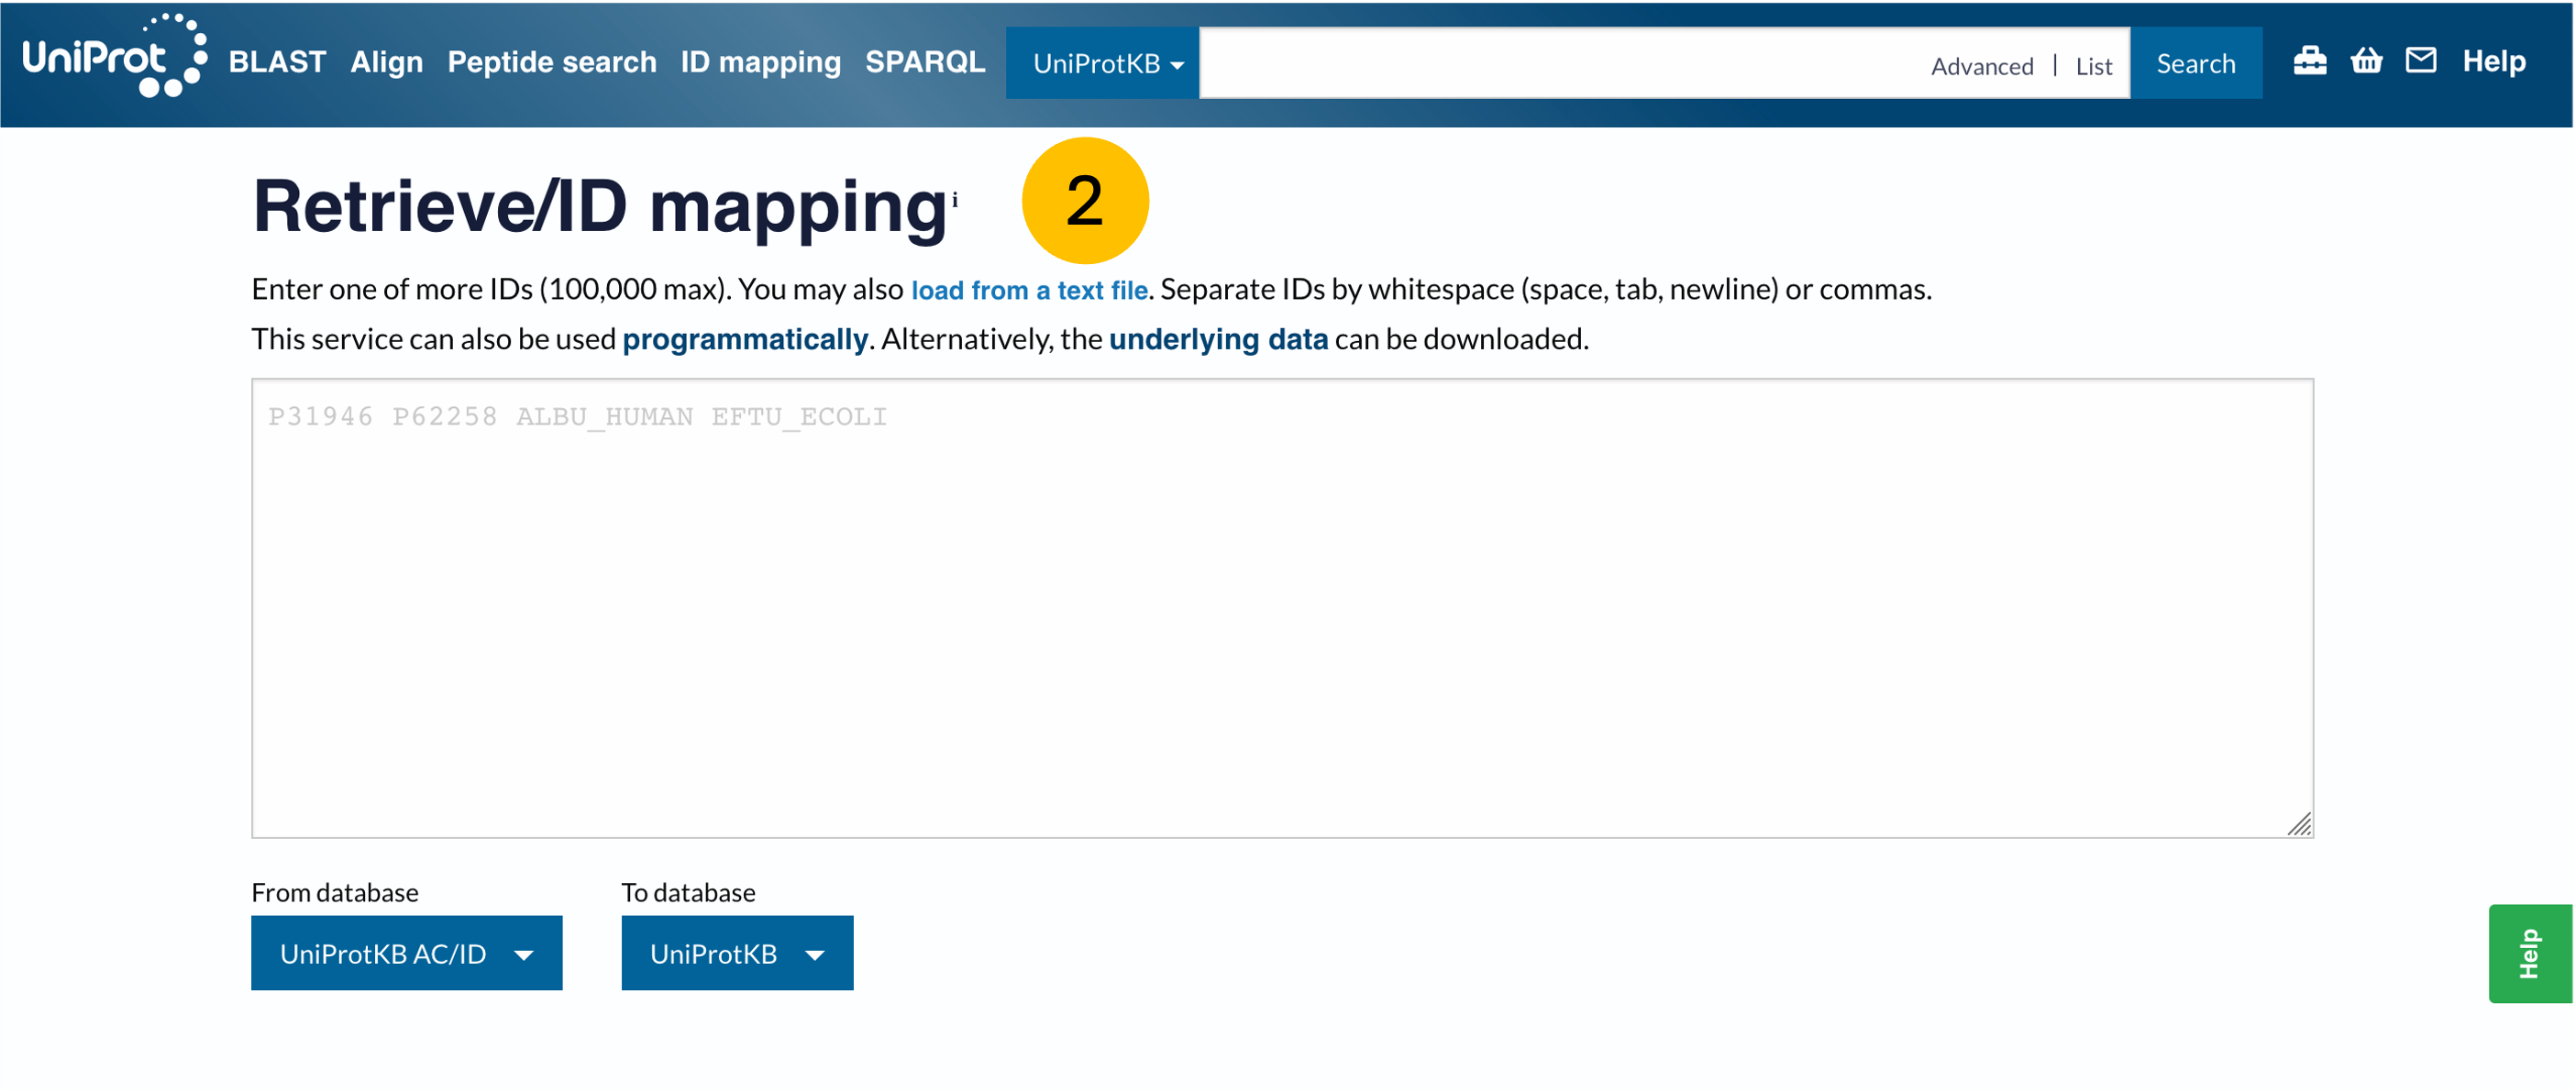 UniProt BLAST Align Peptide search ID mapping SPARQL UniProtKB Advanced | List Search Help
Retrieve/ID mapping i
2
Enter one of more IDs (100,000 max). You may also load from a text file. Separate IDs by whitespace (space, tab, newline) or commas.
This service can also be used programmatically. Alternatively, the underlying data can be downloaded.
P31946 P62258 ALBU_HUMAN EFTU_ECOLI
From database To database
UniProtKB AC/ID UniProtKB
Help